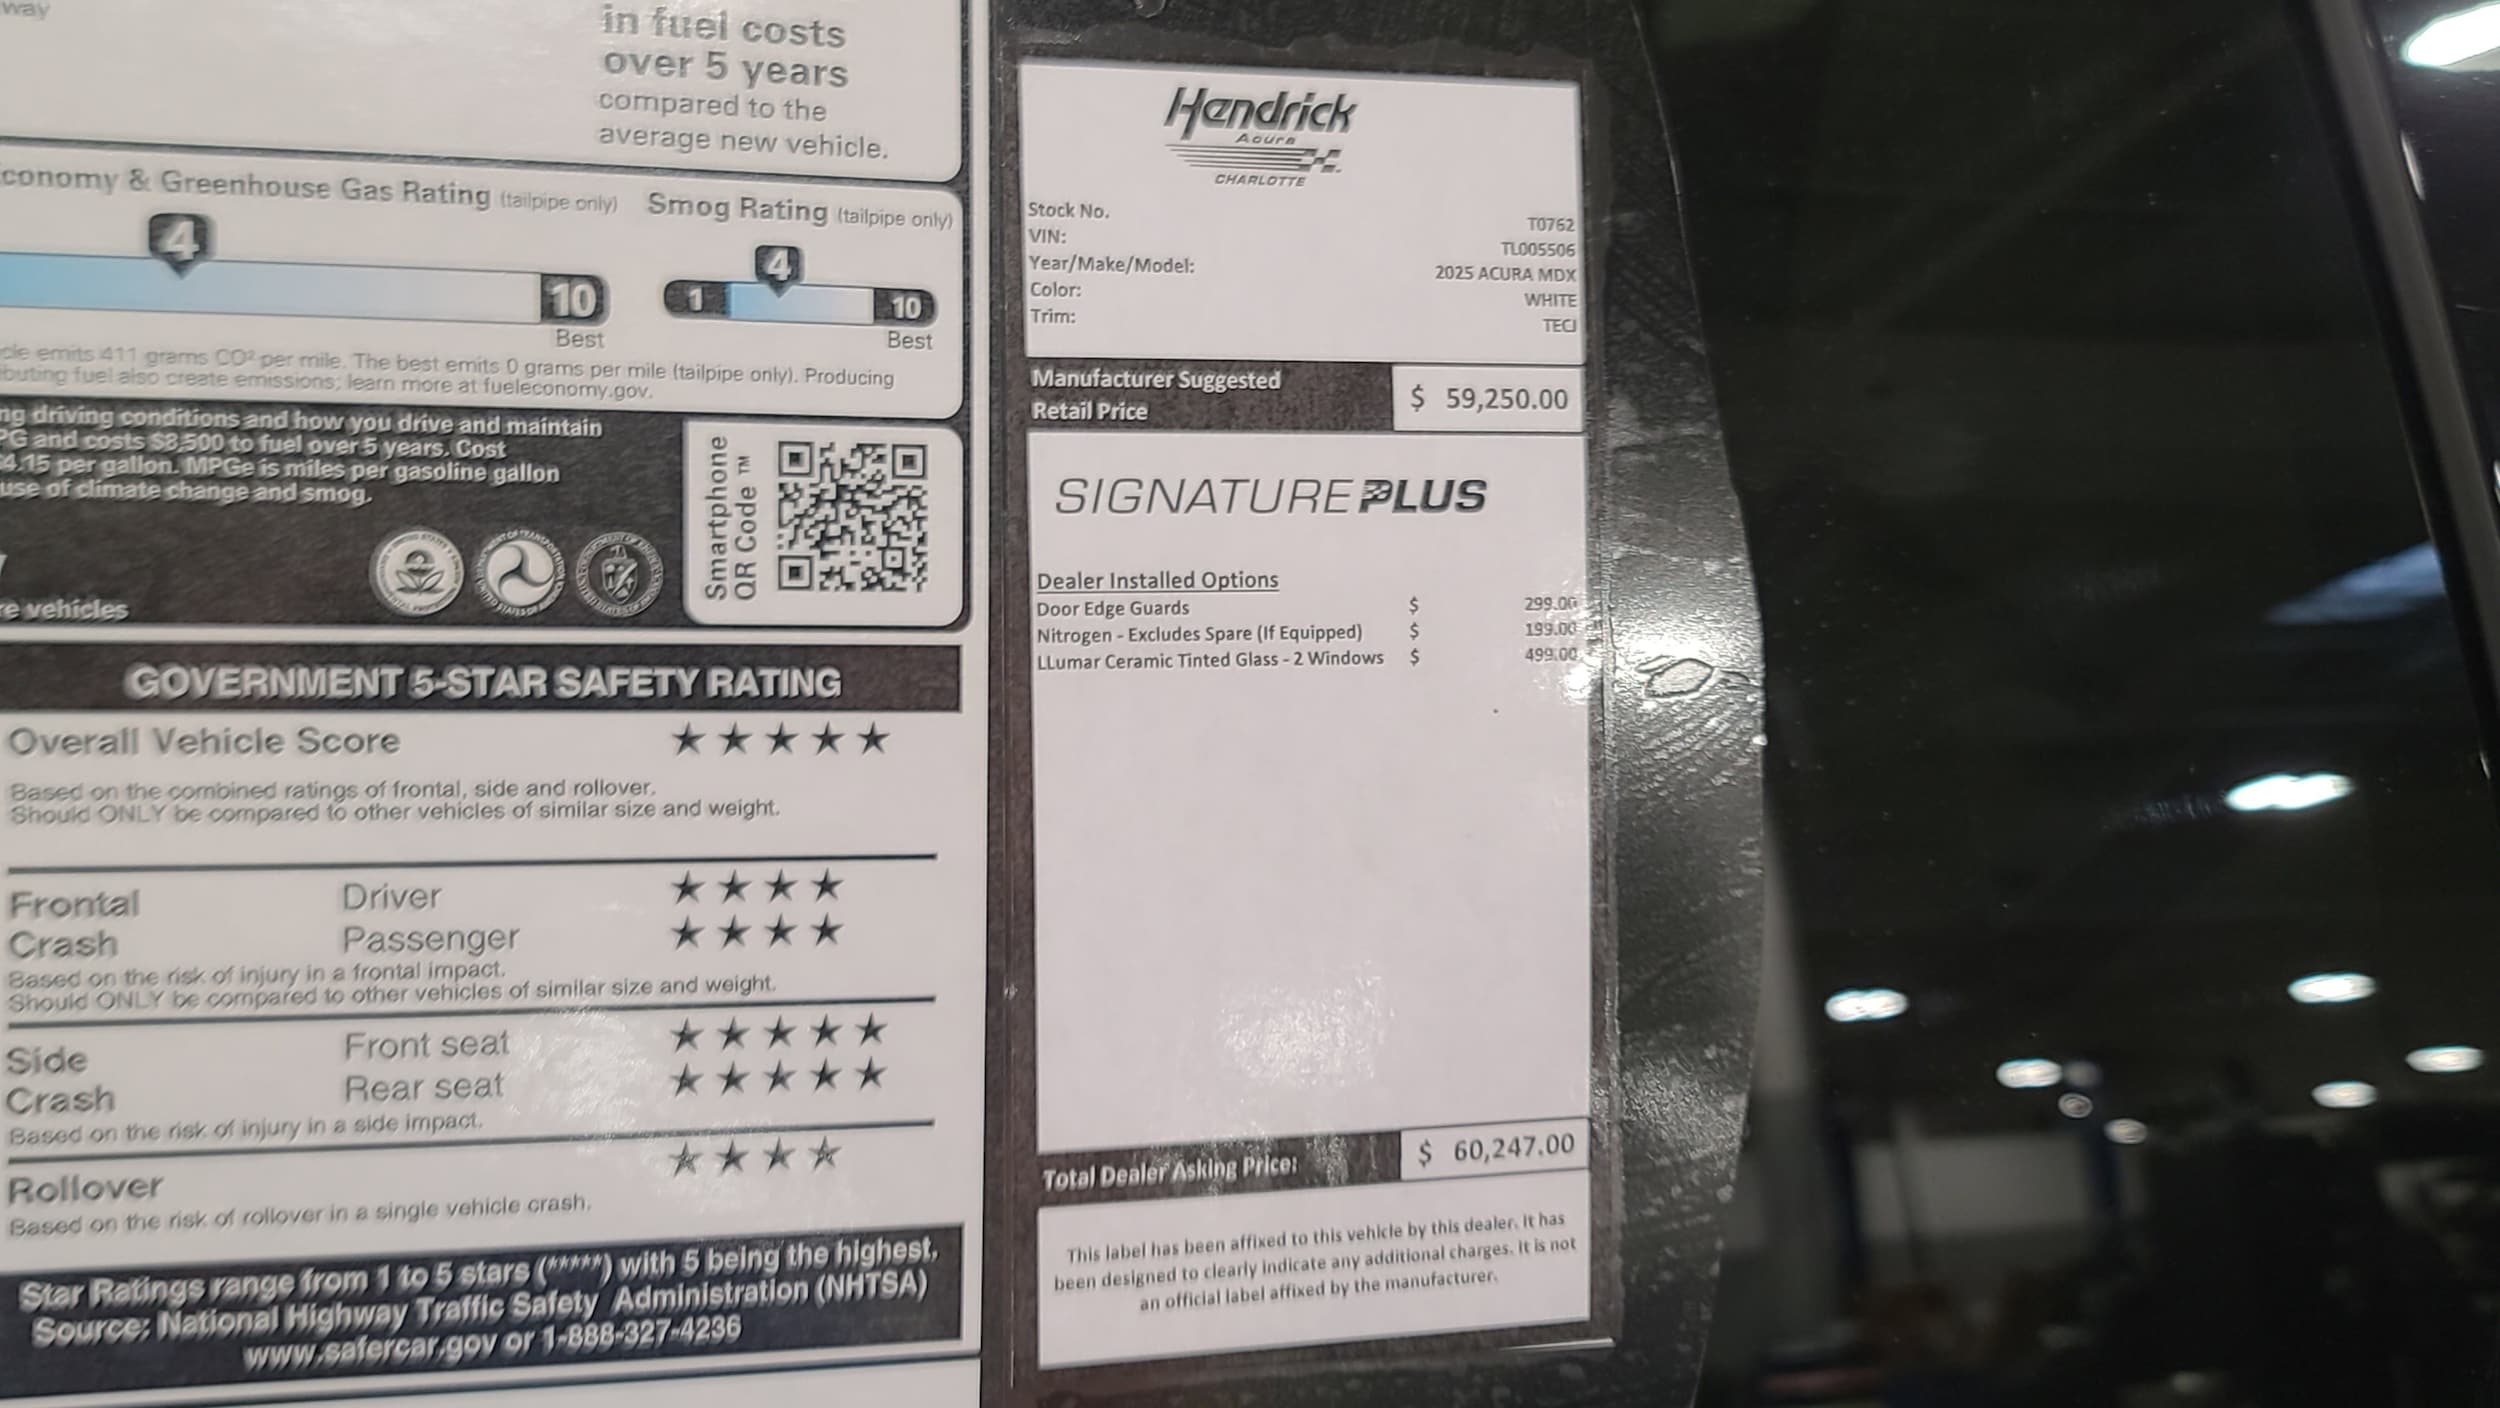 way
in fuel costs
over 5 years
compared to the
average new vehicle.
conomy & Greenhouse Gas Rating (tailpipe only)
Smog Rating (tailpipe only)
4
10
Best
4
1
10
Best
cle emits 411 grams CO² per mile. The best emits 0 grams per mile (tailpipe only). Producing
buting fuel also create emissions; learn more at fueleconomy.gov.
ng driving conditions and how you drive and maintain
PG and costs $8,500 to fuel over 5 years. Cost
4.15 per gallon. MPGe is miles per gasoline gallon
use of climate change and smog.
Smartphone
QR Code ™
re vehicles
GOVERNMENT 5-STAR SAFETY RATING
Overall Vehicle Score ★★★★★
Based on the combined ratings of frontal, side and rollover.
Should ONLY be compared to other vehicles of similar size and weight.
Frontal Driver ★★★★
Crash Passenger ★★★★
Based on the risk of injury in a frontal impact.
Should ONLY be compared to other vehicles of similar size and weight.
Side Front seat ★★★★★
Crash Rear seat ★★★★★
Based on the risk of injury in a side impact.
Rollover ★★★★
Based on the risk of rollover in a single vehicle crash.
Star Ratings range from 1 to 5 stars (*****) with 5 being the highest.
Source: National Highway Traffic Safety Administration (NHTSA)
www.safercar.gov or 1-888-327-4236
Hendrick
Acura
CHARLOTTE
Stock No. T0762
VIN: TL005506
Year/Make/Model: 2025 ACURA MDX
Color: WHITE
Trim: TECJ
Manufacturer Suggested
Retail Price
$ 59,250.00
SIGNATUREPLUS
Dealer Installed Options
Door Edge Guards $ 299.00
Nitrogen - Excludes Spare (If Equipped) $ 199.00
LLumar Ceramic Tinted Glass - 2 Windows $ 499.00
Total Dealer Asking Price: $ 60,247.00
This label has been affixed to this vehicle by this dealer. It has
been designed to clearly indicate any additional charges. It is not
an official label affixed by the manufacturer.